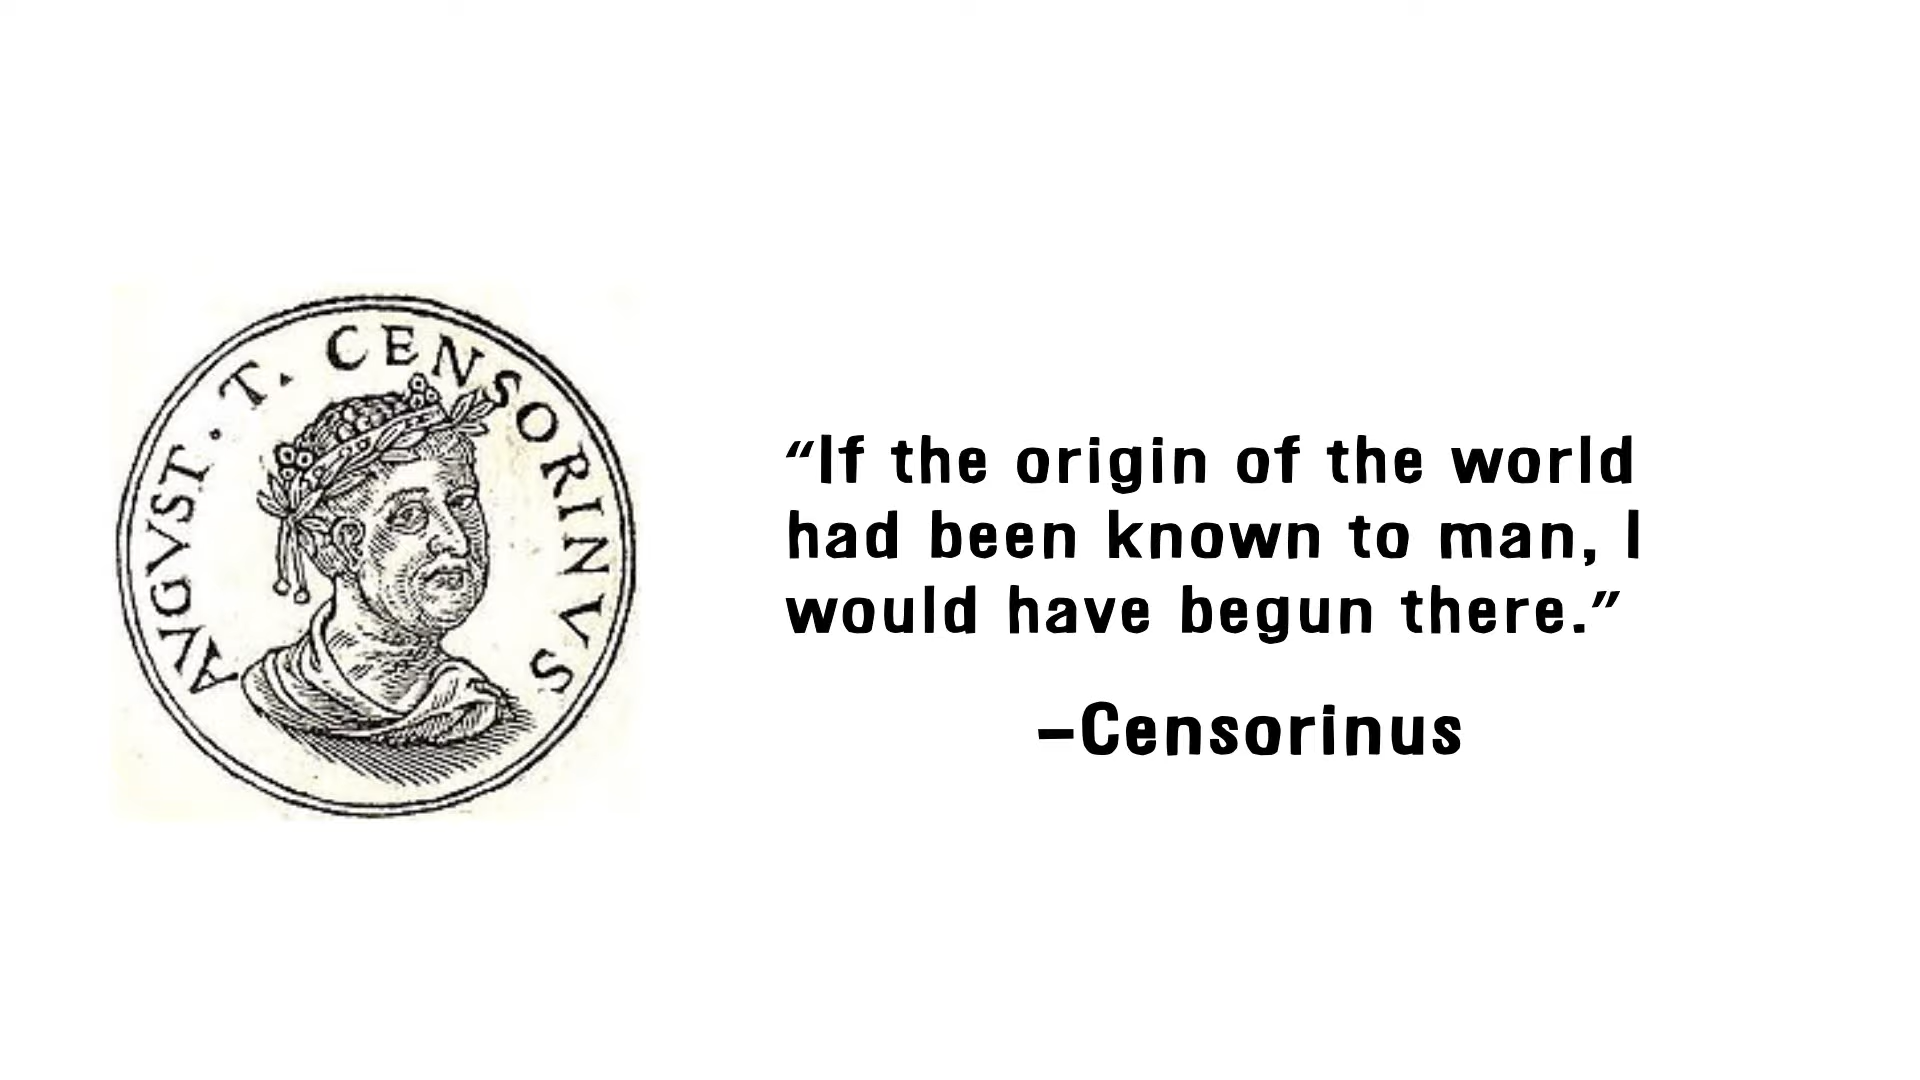 AVGVST · T. CENSORINVS
“If the origin of the world
had been known to man, I
would have begun there.”
–Censorinus